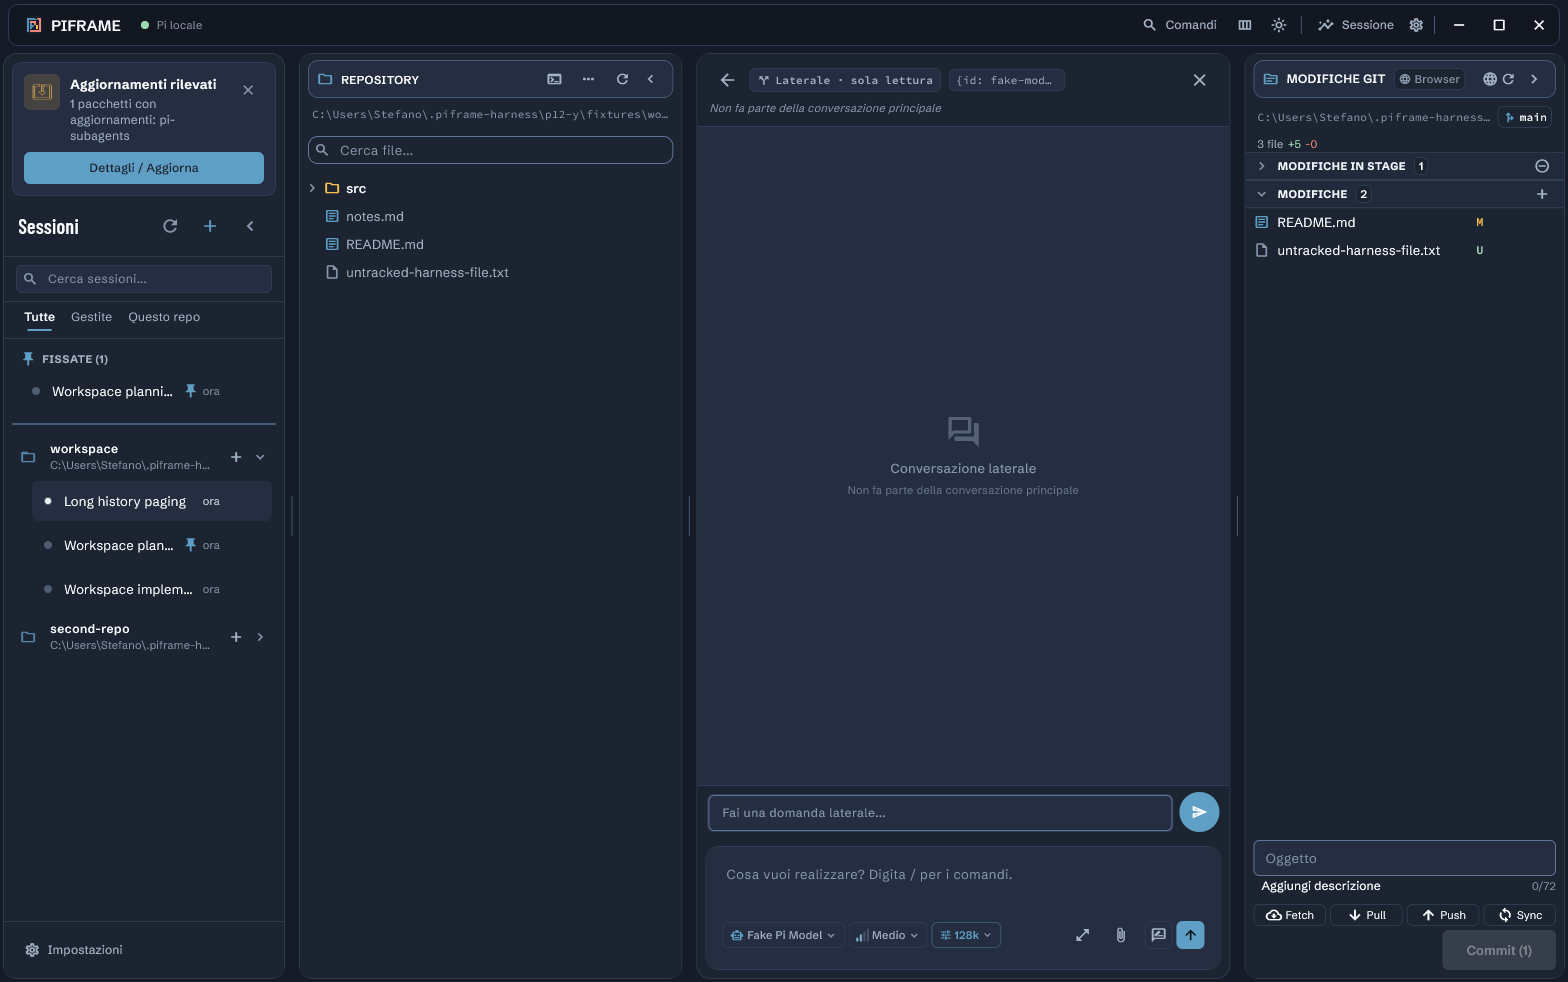 PIFRAME
Pi locale
Comandi
Sessione
Aggiornamenti rilevati
1 pacchetti con
aggiornamenti: pi-
subagents
Dettagli / Aggiorna
Sessioni
Cerca sessioni...
Tutte
Gestite
Questo repo
FISSATE (1)
Workspace planni... ora
workspace
C:\Users\Stefano\.piframe-h...
Long history paging ora
Workspace plan... ora
Workspace implem... ora
second-repo
C:\Users\Stefano\.piframe-h...
Impostazioni
REPOSITORY
C:\Users\Stefano\.piframe-harness\p12-y\fixtures\wo...
Cerca file...
src
notes.md
README.md
untracked-harness-file.txt
Laterale · sola lettura
{id: fake-mod...
Non fa parte della conversazione principale
Conversazione laterale
Non fa parte della conversazione principale
Fai una domanda laterale...
Cosa vuoi realizzare? Digita / per i comandi.
Fake Pi Model
Medio
128k
MODIFICHE GIT
Browser
C:\Users\Stefano\.piframe-harness...
main
3 file +5 -0
MODIFICHE IN STAGE 1
MODIFICHE 2
README.md M
untracked-harness-file.txt U
Oggetto
Aggiungi descrizione 0/72
Fetch
Pull
Push
Sync
Commit (1)